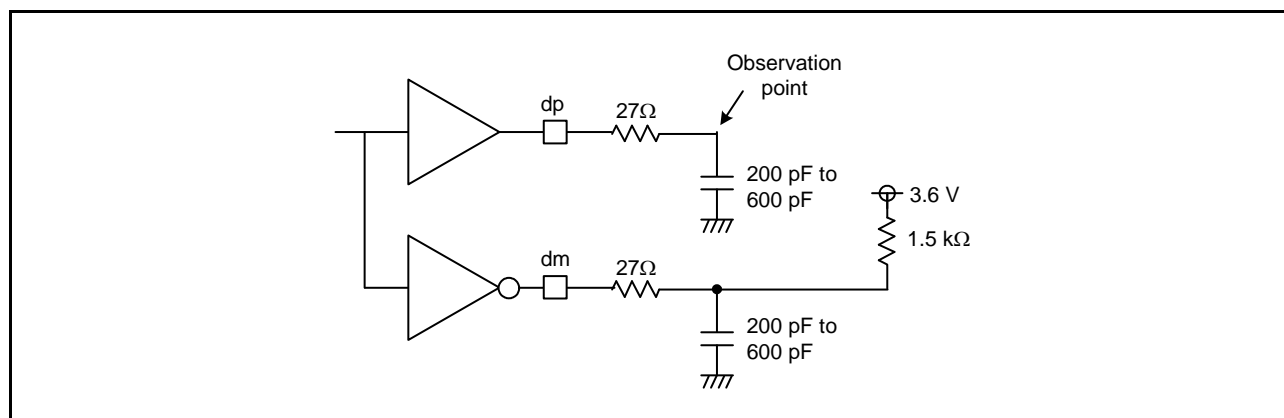 Observation
point
dp
27Ω
200 pF to
600 pF
3.6 V
1.5 kΩ
dm
27Ω
200 pF to
600 pF